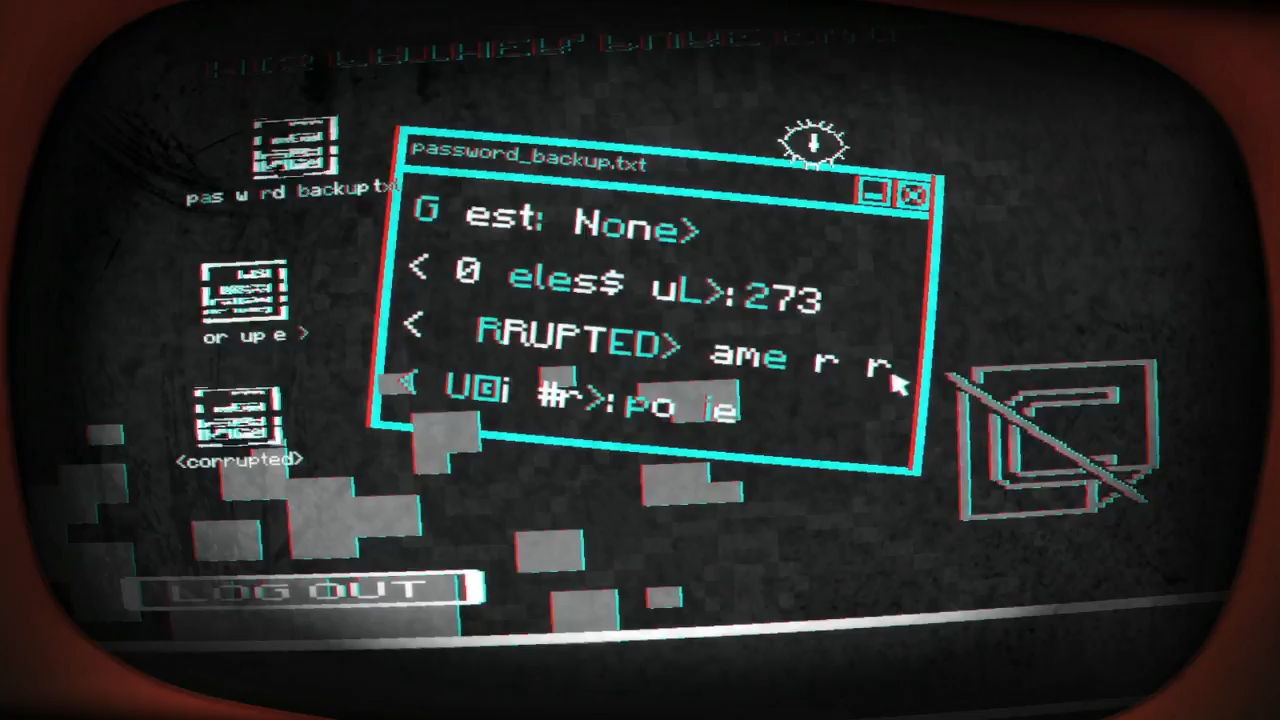 password_backup.txt
pas w rd backup tx
G est: None>
< 0 eles$ uL>:273
or up e >
< RRUPTED> ame r r
i #r>: po ie
<corrupted>
LOG OUT